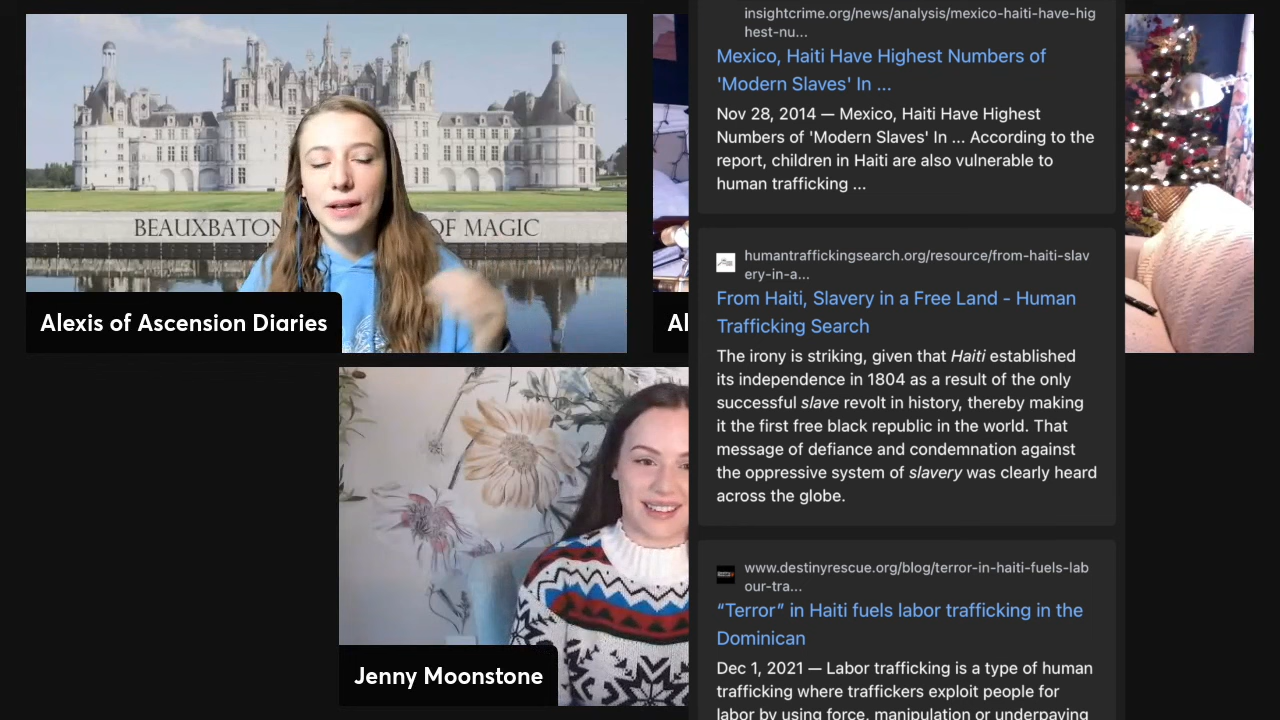 insightcrime.org/news/analysis/mexico-haiti-have-hig
hest-nu...
Mexico, Haiti Have Highest Numbers of
'Modern Slaves' In ...
Nov 28, 2014 — Mexico, Haiti Have Highest
Numbers of 'Modern Slaves' In ... According to the
report, children in Haiti are also vulnerable to
human trafficking ...
BEAUXBATON OF MAGIC
Alexis of Ascension Diaries
Al
humantraffickingsearch.org/resource/from-haiti-slav
ery-in-a...
From Haiti, Slavery in a Free Land - Human
Trafficking Search
The irony is striking, given that Haiti established
its independence in 1804 as a result of the only
successful slave revolt in history, thereby making
it the first free black republic in the world. That
message of defiance and condemnation against
the oppressive system of slavery was clearly heard
across the globe.
www.destinyrescue.org/blog/terror-in-haiti-fuels-lab
our-tra...
“Terror” in Haiti fuels labor trafficking in the
Dominican
Dec 1, 2021 — Labor trafficking is a type of human
trafficking where traffickers exploit people for
labor by using force, manipulation or underpaying
Jenny Moonstone